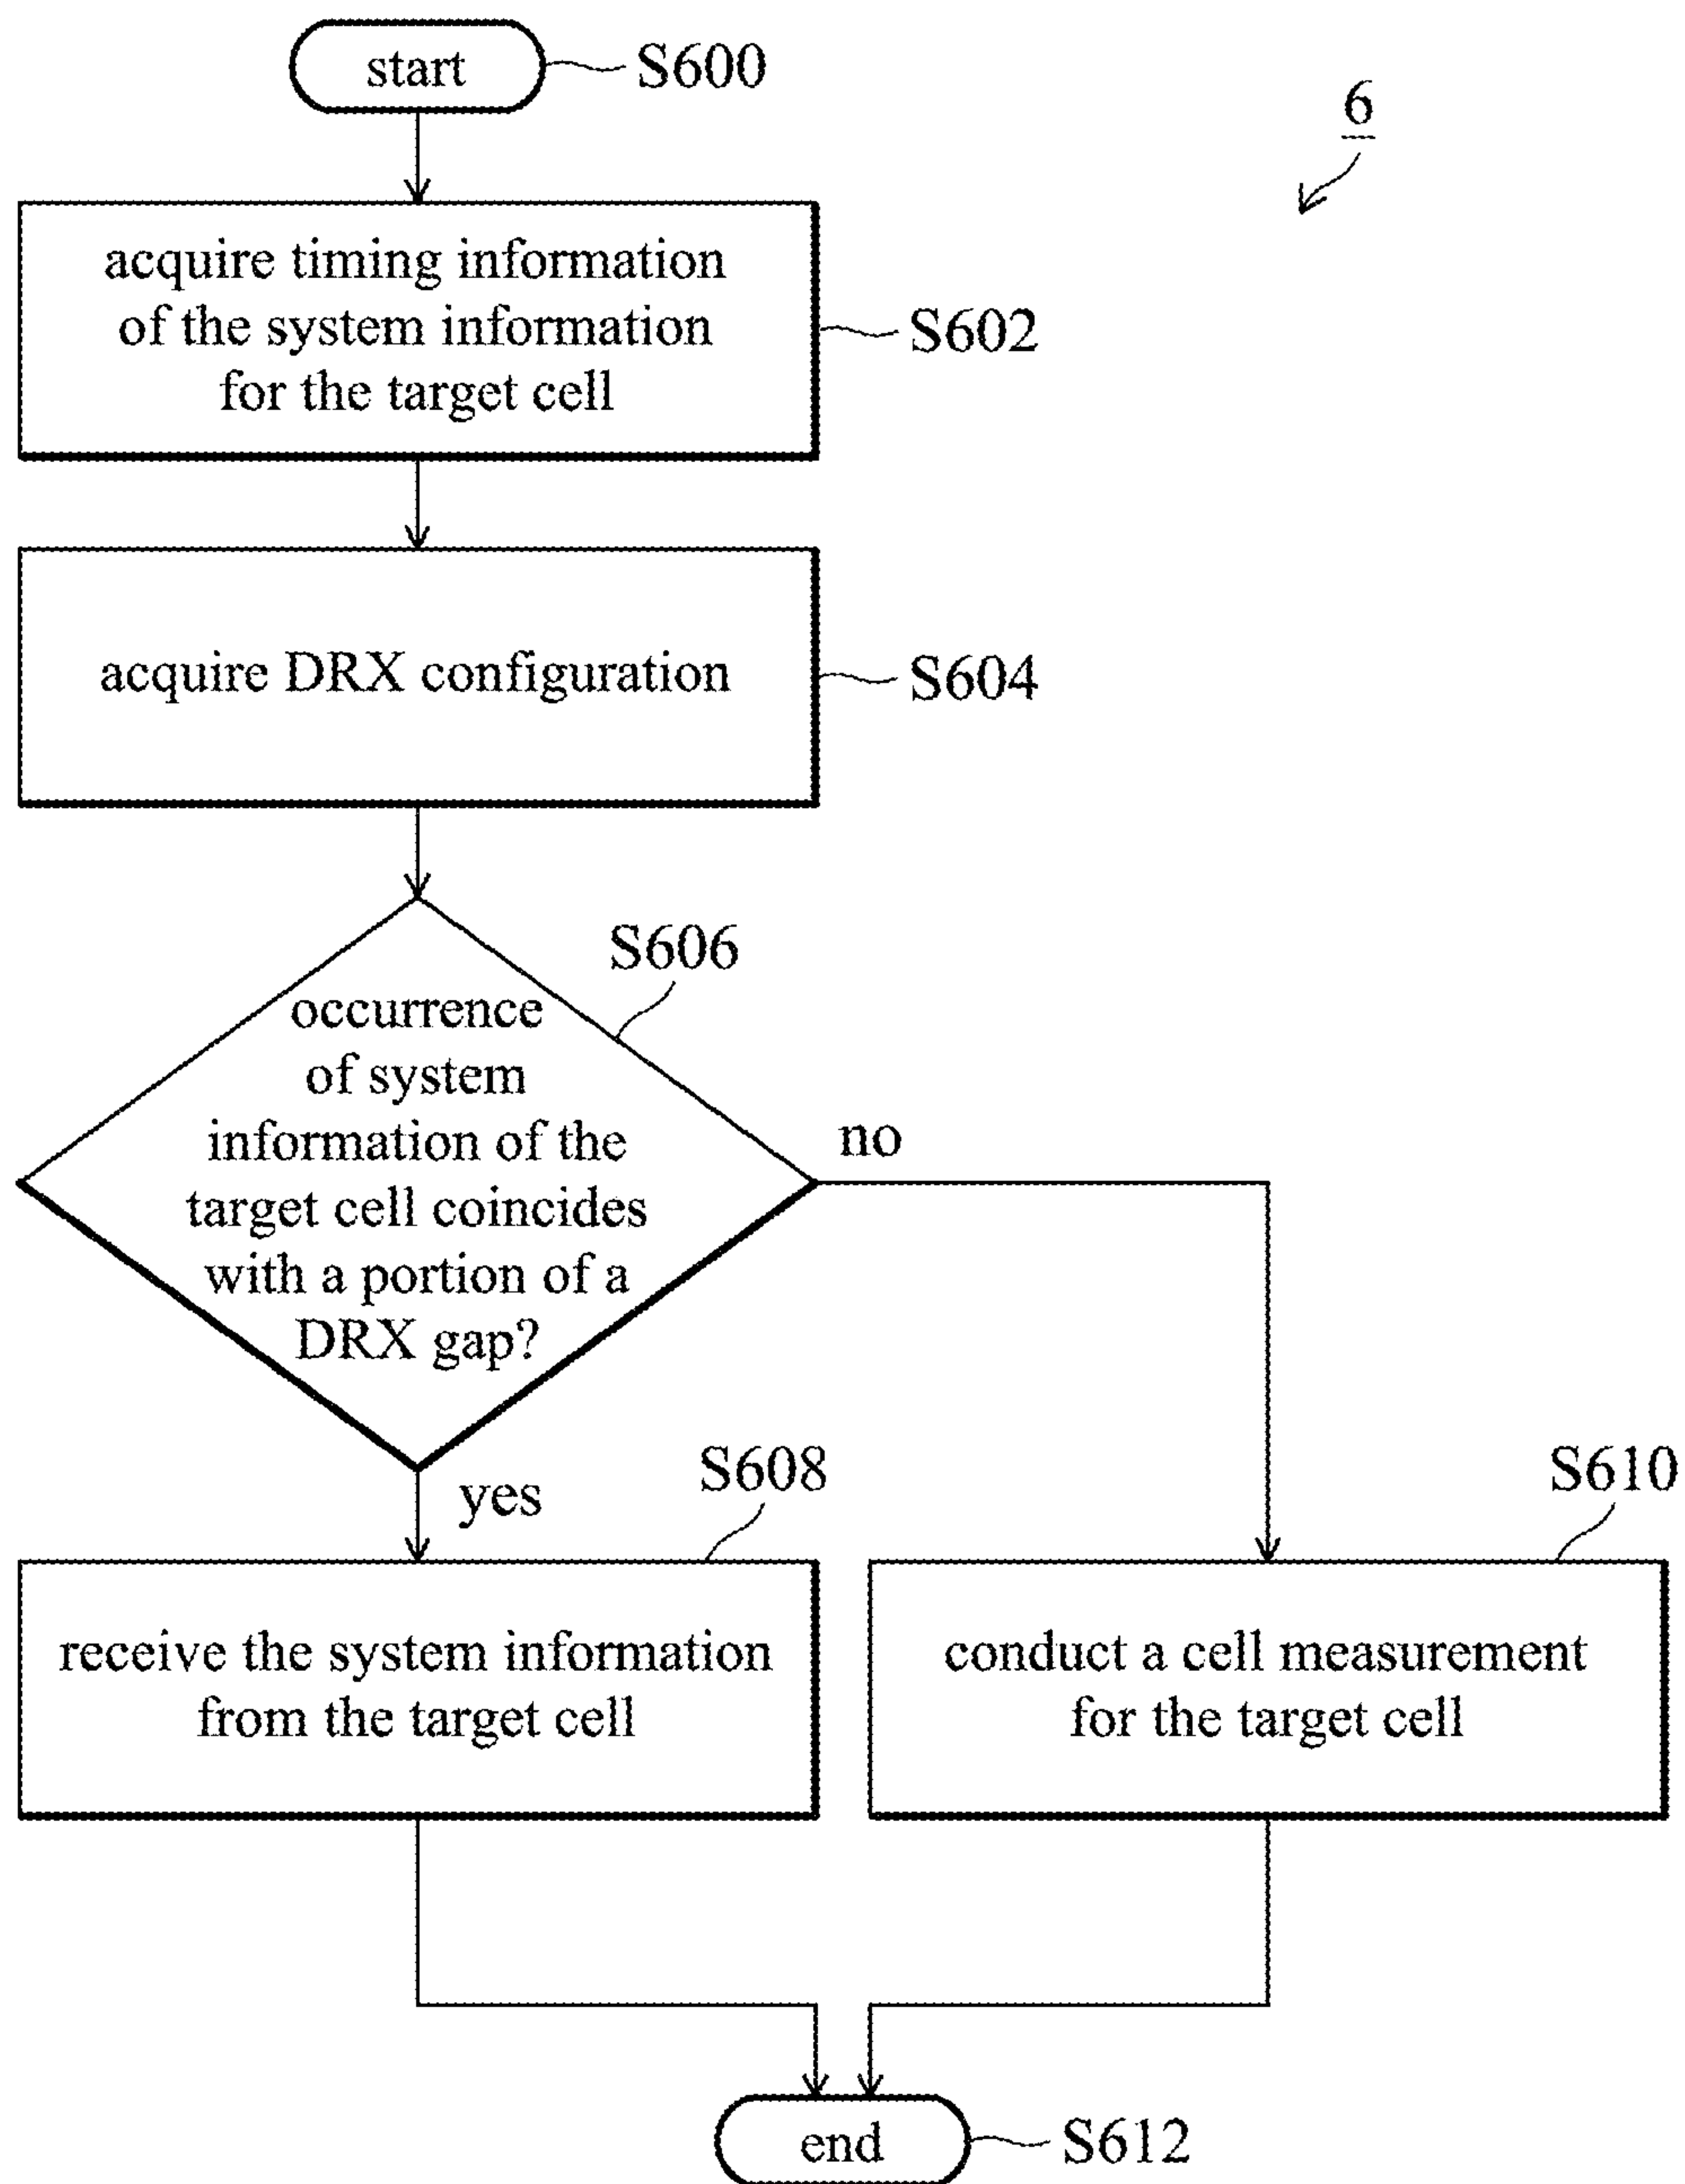 start
S600
6
acquire timing information
of the system information
for the target cell
S602
acquire DRX configuration
S604
S606
occurrence
of system
information of the
target cell coincides
with a portion of a
DRX gap?
no
yes
S608
S610
receive the system information
from the target cell
conduct a cell measurement
for the target cell
end
S612